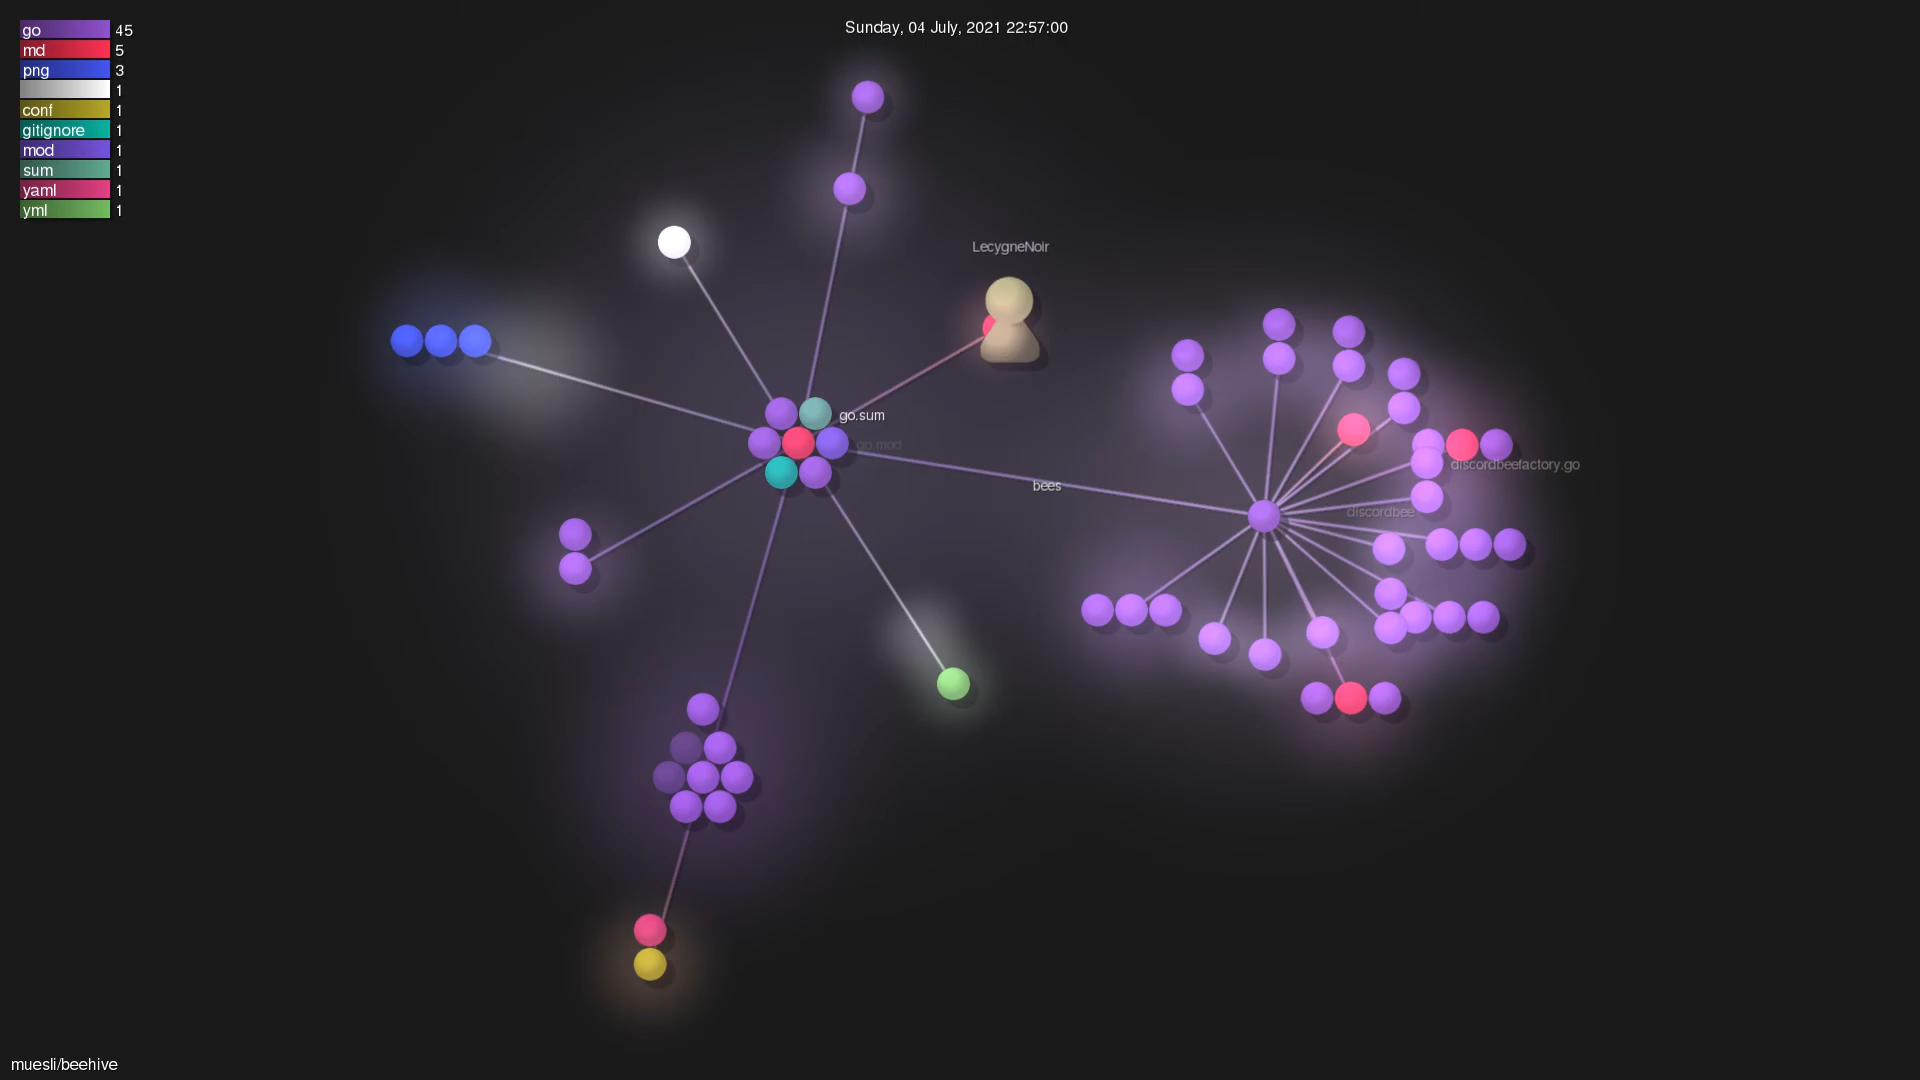 Sunday, 04 July, 2021 22:57:00
go 45
md 5
png 3
1
conf 1
gitignore 1
mod 1
sum 1
yaml 1
yml 1
LecygneNoir
go.sum
go.mod
discordbeefactory.go
bees
discordbee
muesli/beehive